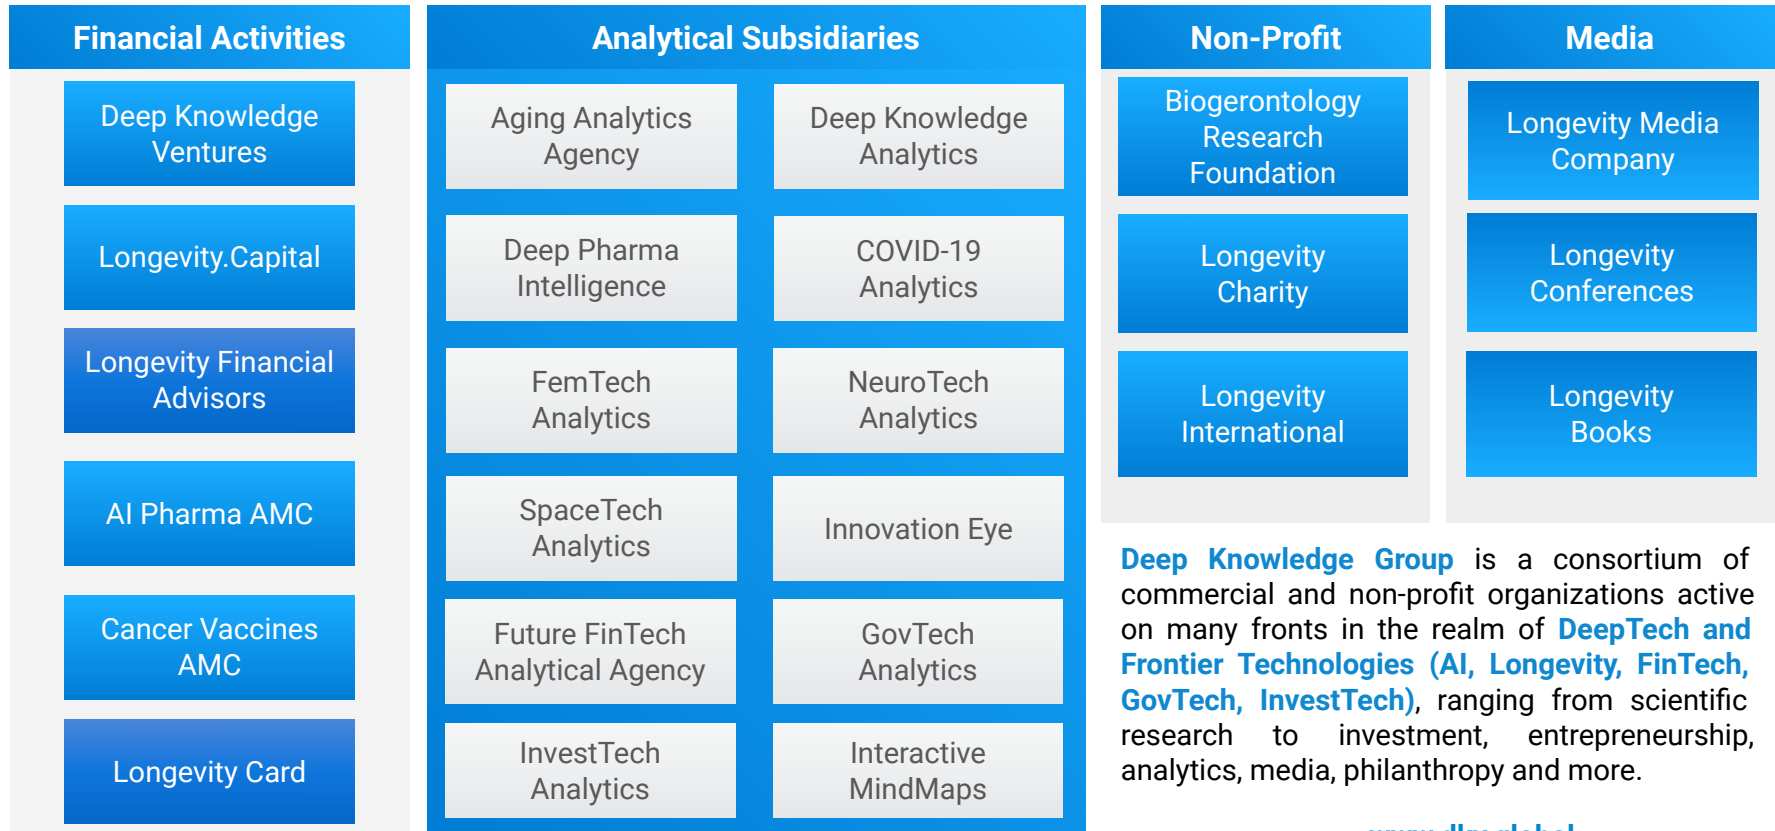 Financial Activities
Deep Knowledge
Ventures
Longevity.Capital
Longevity Financial
Advisors
AI Pharma AMC
Cancer Vaccines
AMC
Longevity Card
Analytical Subsidiaries
Aging Analytics
Agency
Deep Knowledge
Analytics
Deep Pharma
Intelligence
COVID-19
Analytics
FemTech
Analytics
NeuroTech
Analytics
SpaceTech
Analytics
Innovation Eye
Future FinTech
Analytical Agency
GovTech
Analytics
InvestTech
Analytics
Interactive
MindMaps
Non-Profit
Biogerontology
Research
Foundation
Longevity
Charity
Longevity
International
Media
Longevity Media
Company
Longevity
Conferences
Longevity
Books
Deep Knowledge Group is a consortium of
commercial and non-profit organizations active
on many fronts in the realm of DeepTech and
Frontier Technologies (AI, Longevity, FinTech,
GovTech, InvestTech), ranging from scientific
research to investment, entrepreneurship,
analytics, media, philanthropy and more.